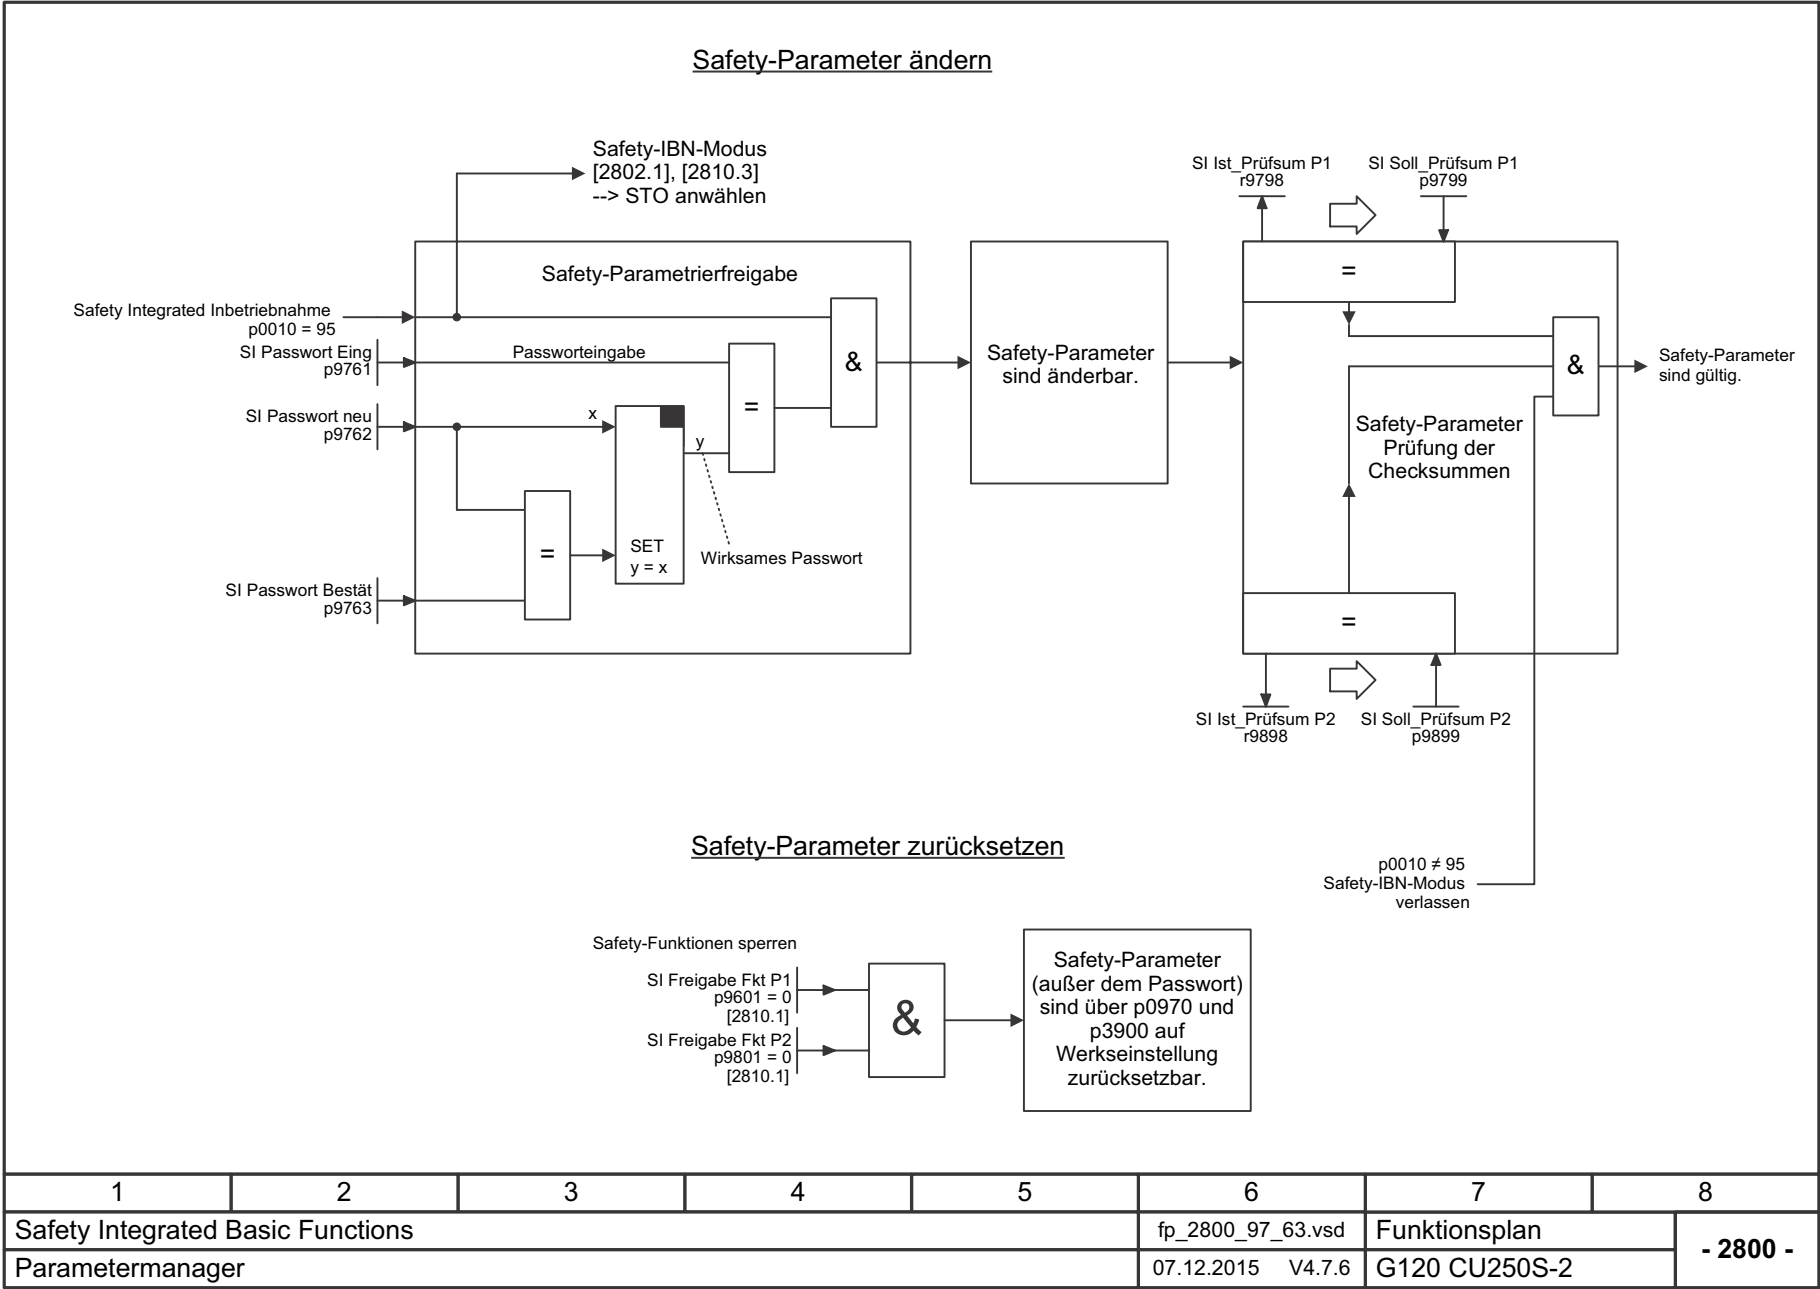 Safety-Parameter ändern
Safety-IBN-Modus
[2802.1], [2810.3]
--> STO anwählen
SI Ist_Prüfsum P1
r9798
SI Soll_Prüfsum P1
p9799
Safety-Parametrierfreigabe
=
Safety Integrated Inbetriebnahme
p0010 = 95
SI Passwort Eing
p9761
Passworteingabe
&
=
Safety-Parameter
sind änderbar.
&
Safety-Parameter
sind gültig.
SI Passwort neu
p9762
x
y
Safety-Parameter
Prüfung der
Checksummen
=
SET
y = x
Wirksames Passwort
SI Passwort Bestät
p9763
=
SI Ist_Prüfsum P2
r9898
SI Soll_Prüfsum P2
p9899
Safety-Parameter zurücksetzen
p0010 ≠ 95
Safety-IBN-Modus
verlassen
Safety-Funktionen sperren
SI Freigabe Fkt P1
p9601 = 0
[2810.1]
SI Freigabe Fkt P2
p9801 = 0
[2810.1]
&
Safety-Parameter
(außer dem Passwort)
sind über p0970 und
p3900 auf
Werkseinstellung
zurücksetzbar.
1 2 3 4 5 6 7 8
Safety Integrated Basic Functions
fp_2800_97_63.vsd
Funktionsplan
- 2800 -
Parametermanager
07.12.2015 V4.7.6
G120 CU250S-2